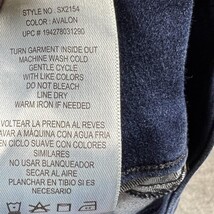 STYLE NO: SX2154
COLOR: AVALON
UPC # 194278031290
TURN GARMENT INSIDE OUT
MACHINE WASH COLD
GENTLE CYCLE
WITH LIKE COLORS
DO NOT BLEACH
LINE DRY
WARM IRON IF NEEDED
VOLTEAR LA PRENDA AL REVES
LAVAR A MÁQUINA CON AGUA FRIA
EN CICLO SUAVE CON COLORES
SIMILARES
NO USAR BLANQUEADOR
SECAR AL AIRE
PLANCHAR EN TIBIO SI ES
NECESARIO